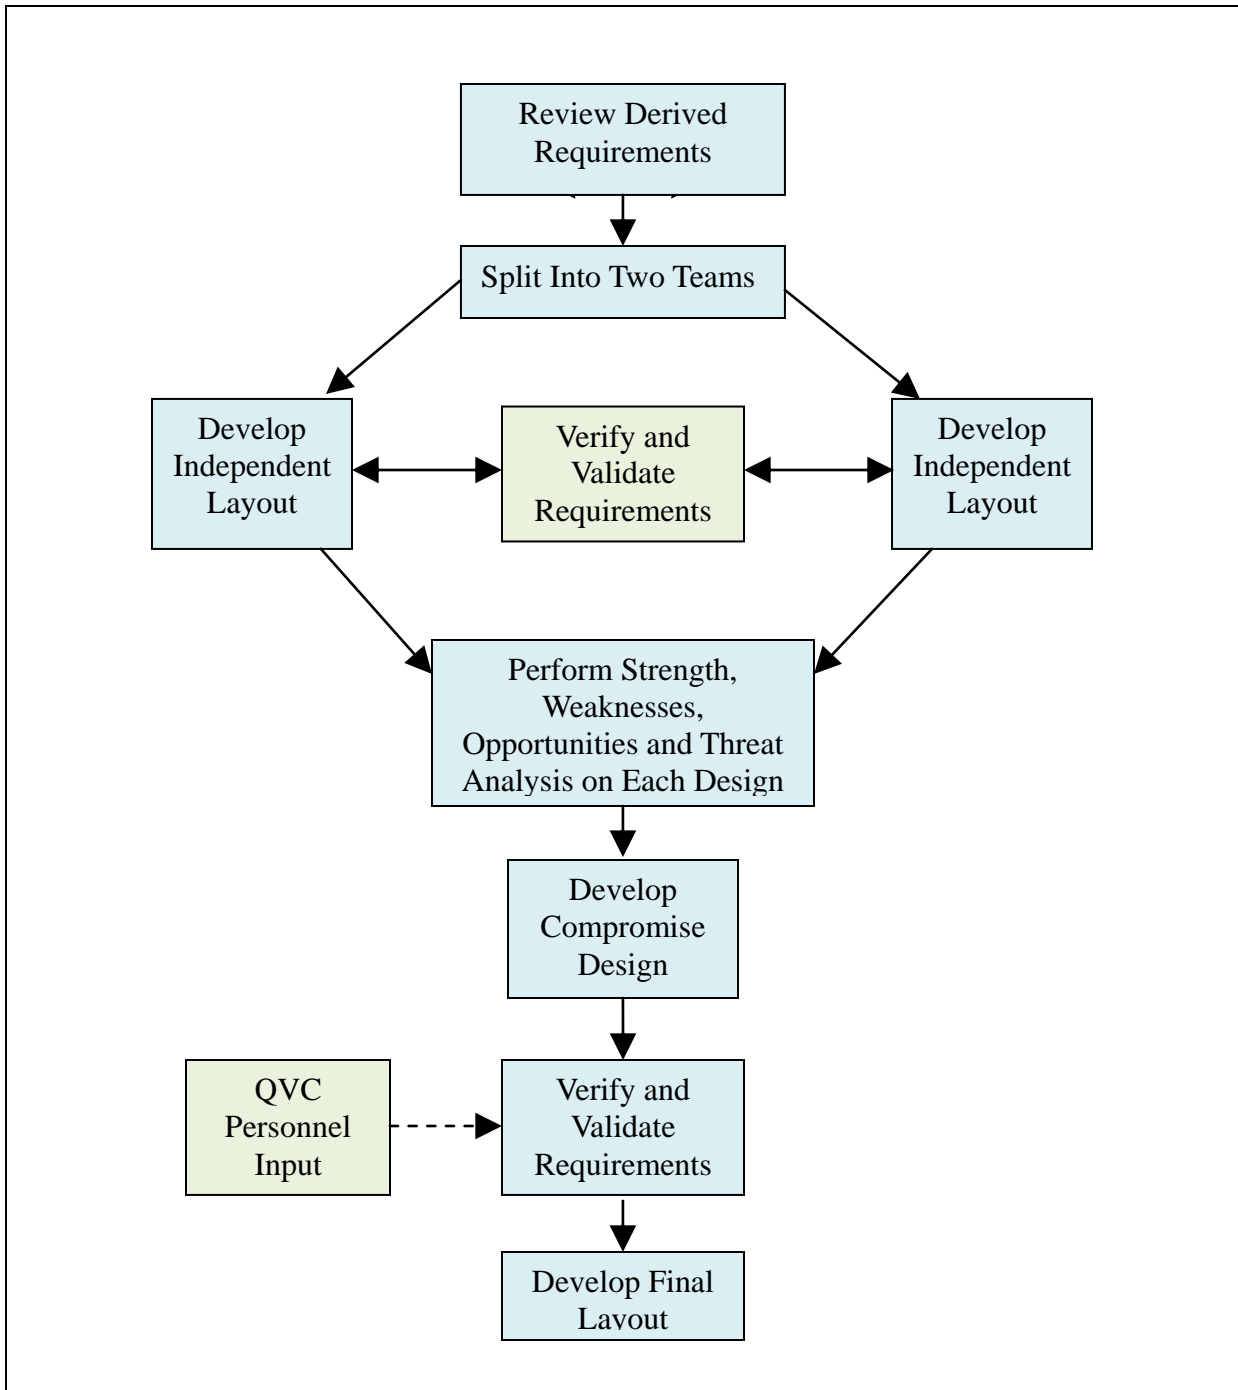 Review Derived
Requirements
Split Into Two Teams
Develop
Independent
Layout
Verify and
Validate
Requirements
Develop
Independent
Layout
Perform Strength,
Weaknesses,
Opportunities and Threat
Analysis on Each Design
Develop
Compromise
Design
QVC
Personnel
Input
Verify and
Validate
Requirements
Develop Final
Layout